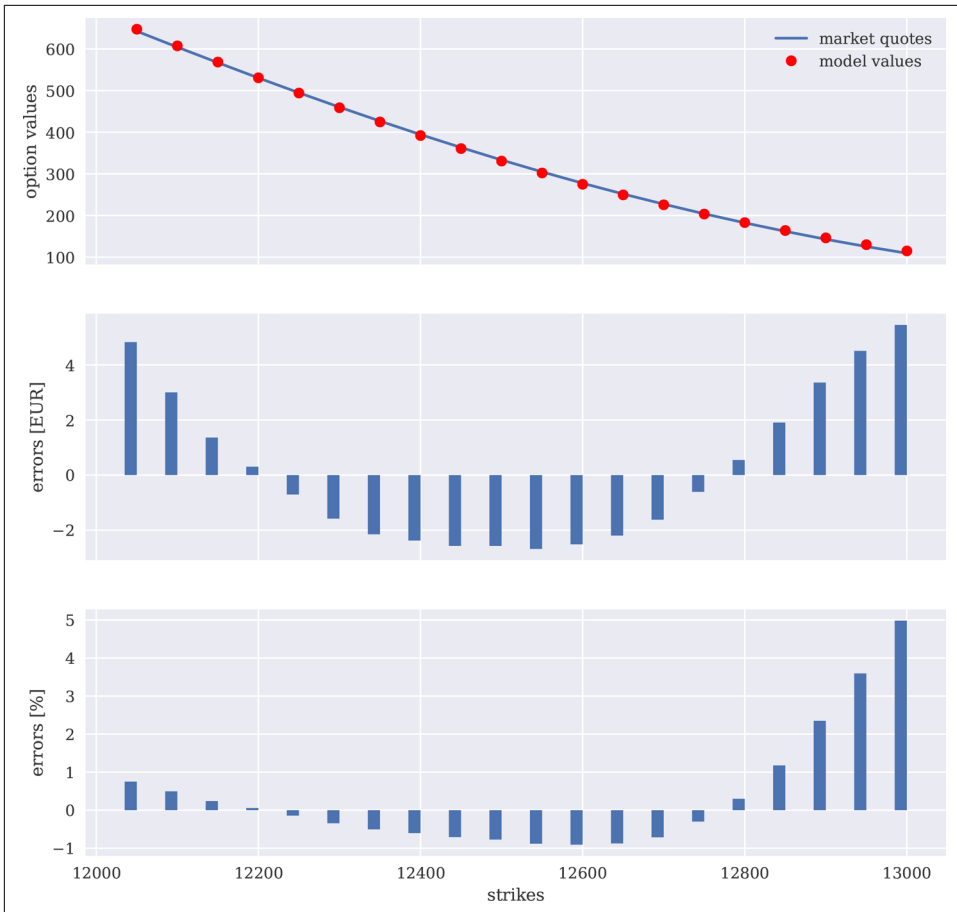 market quotes
model values
option values
600
500
400
300
200
100
errors [EUR]
4
2
0
−2
errors [%]
5
4
3
2
1
0
−1
12000 12200 12400 12600 12800 13000
strikes